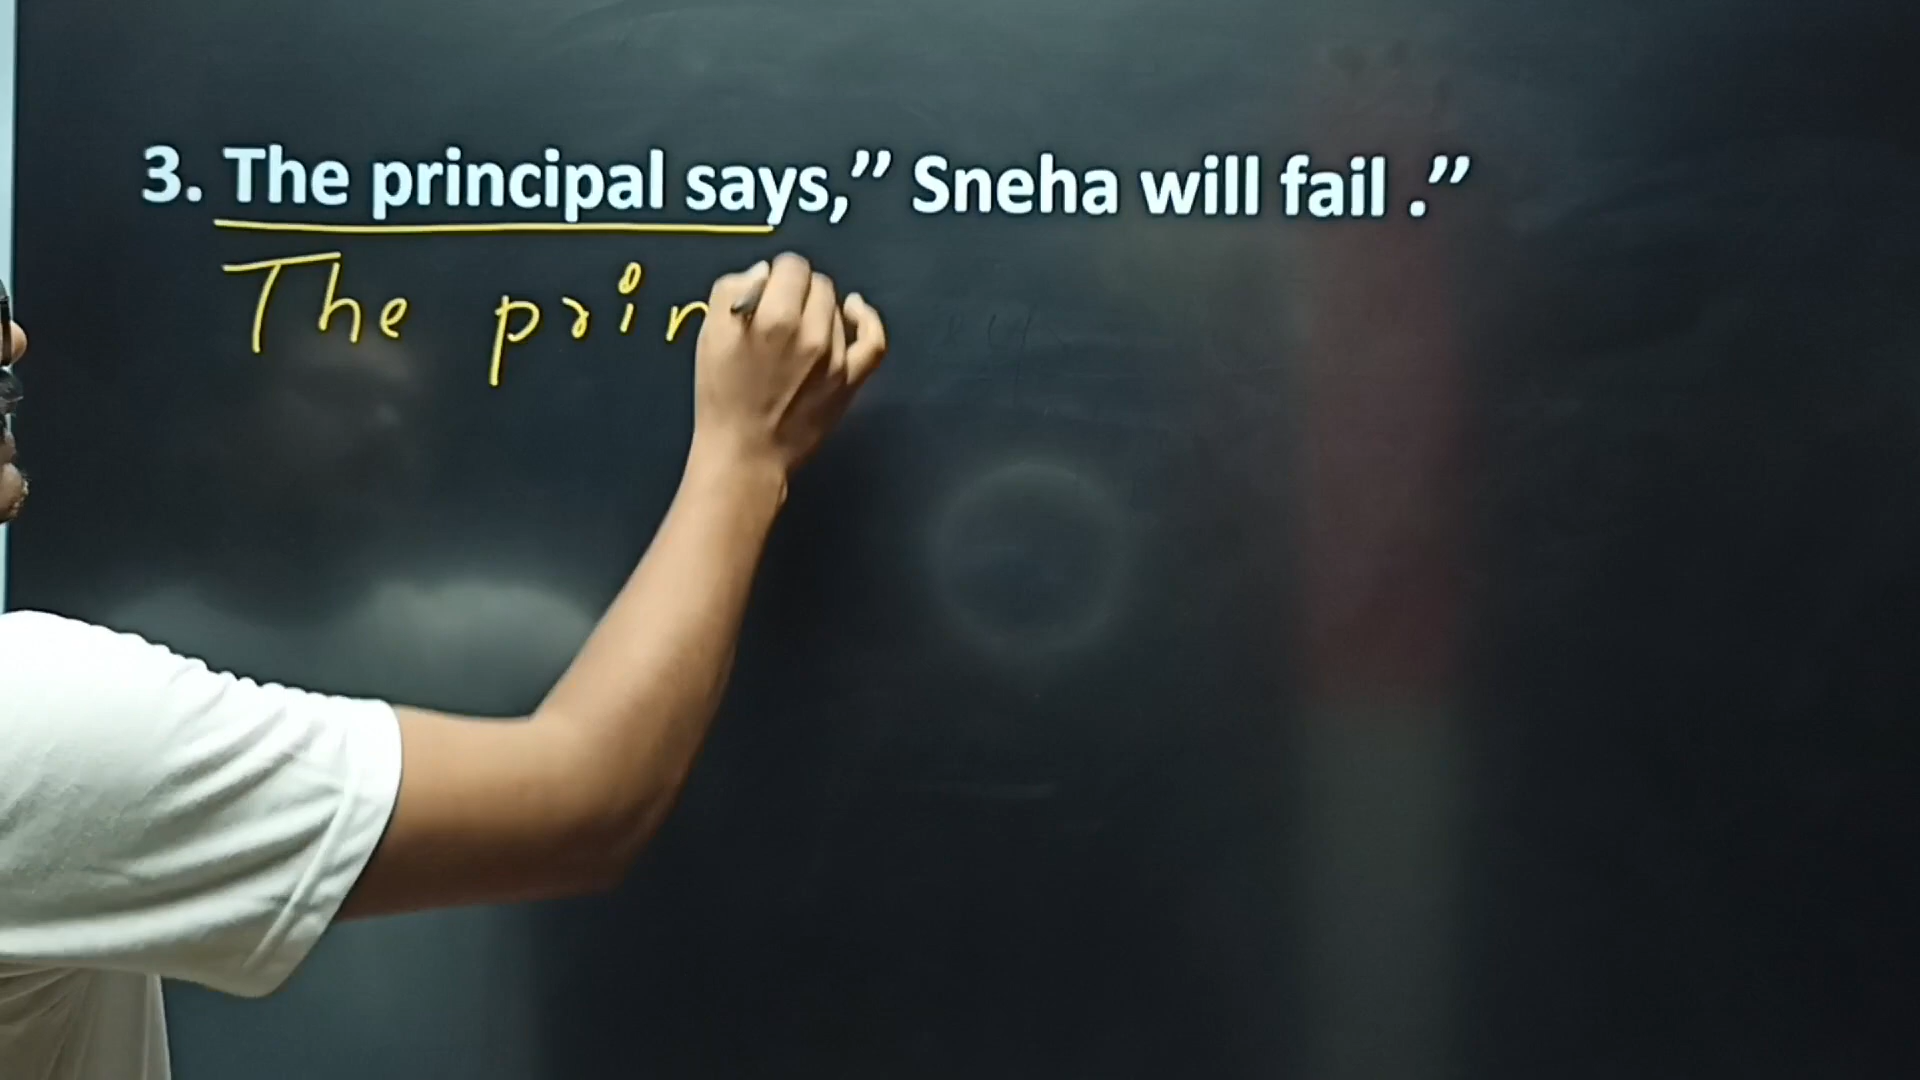 3. The principal says,” Sneha will fail .”
The prin